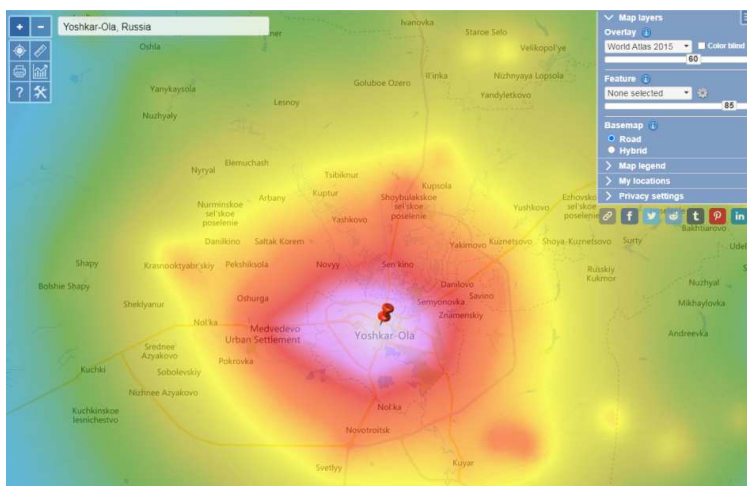 +
−
Yoshkar-Ola, Russia
?
Map layers
Overlay i
World Atlas 2015
Color blind
60
Feature i
None selected
85
Basemap i
Road
Hybrid
Map legend
My locations
Privacy settings
f
t
in
Ivanovka
Staroe Selo
Oshla
Velikopol'ye
Il'inka
Nizhnyaya Lopsola
Goluboe Ozero
Yanykaysola
Yandyletkovo
Lesnoy
Nuzhyaly
Elemuchash
Nyryal
Tsibiknur
Kupsola
Kuptur
Arbany
Shoybulakskoe
sel'skoe
poselenie
Nurminskoe
sel'skoe
poselenie
Yushkovo
Ezhovsko
sel'skoe
poselenie
Yashkovo
Bakhtiarovo
Danilkino
Saltak Korem
Yakimovo
Kuznetsovo
Shoya-Kuznetsovo
Surty
Shapy
Krasnooktyabr'skiy
Pekshiksola
Novyy
Sen'kino
Russkiy
Kukmor
Bolshie Shapy
Danilovo
Nuzhyal
Oshurga
Semyonovka
Savino
Sheklyanur
Znamenskiy
Mikhaylovka
Nol'ka
Medvedevo
Urban Settlement
Yoshkar-Ola
Andreevka
Srednee
Azyakovo
Pokrovka
Kuchki
Sobolevskiy
Nizhnee Azyakovo
Kuchkinskoe
lesnichestvo
Nol'ka
Novotroitsk
Svetlyy
Kuyar